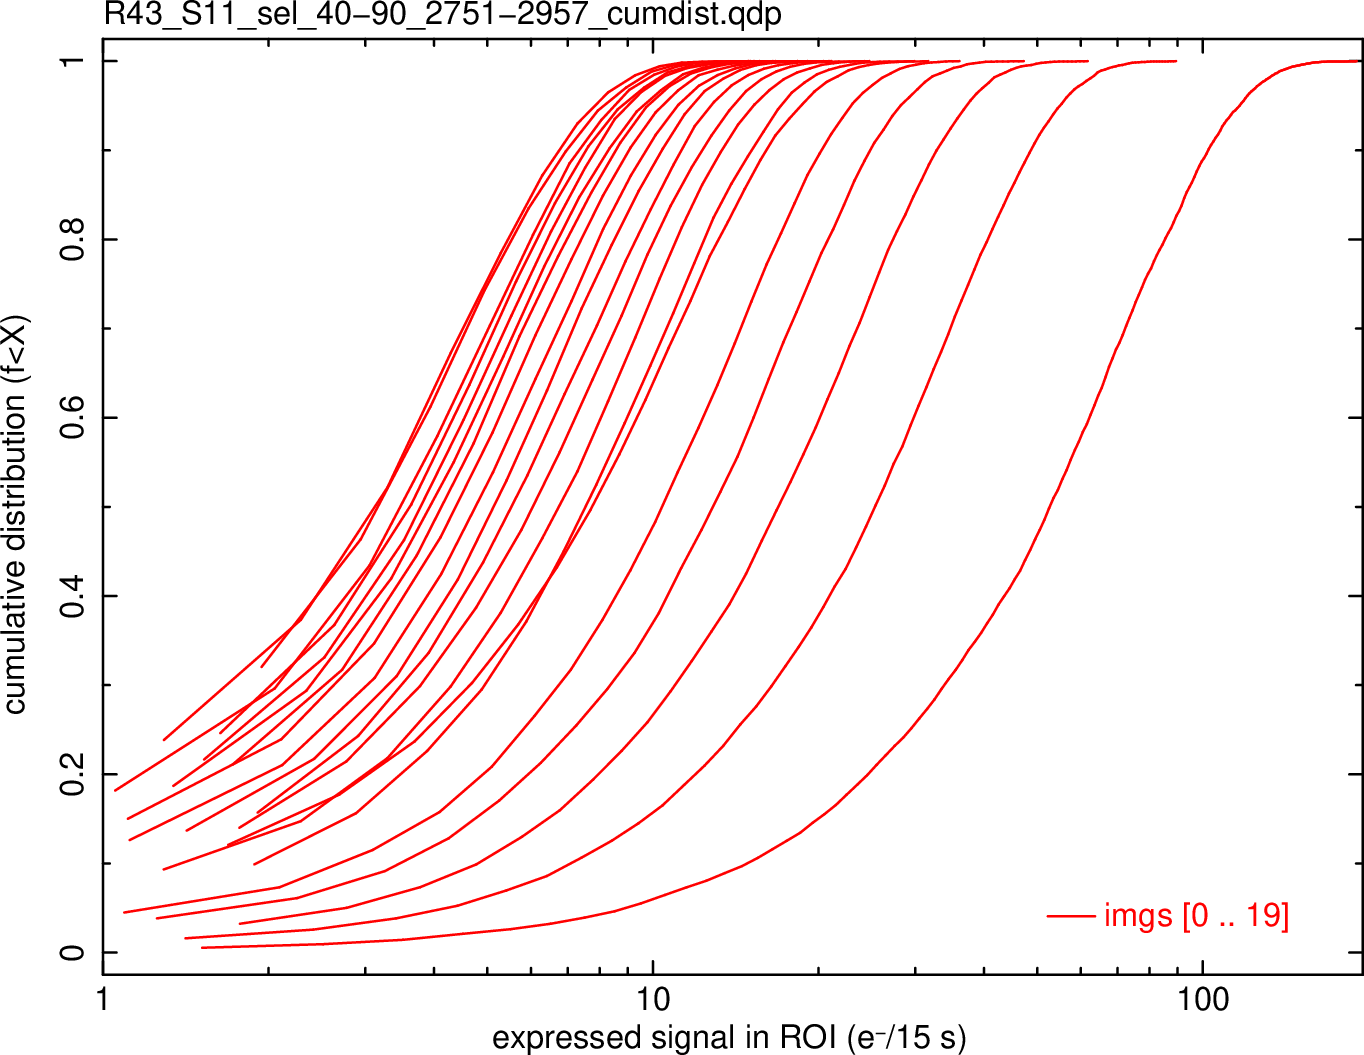 R43_S11_sel_40−90_2751−2957_cumdist.qdp
1
0.8
0.6
0.4
0.2
0
cumulative distribution (f<X)
imgs [0 .. 19]
1 10 100
expressed signal in ROI (e⁻/15 s)